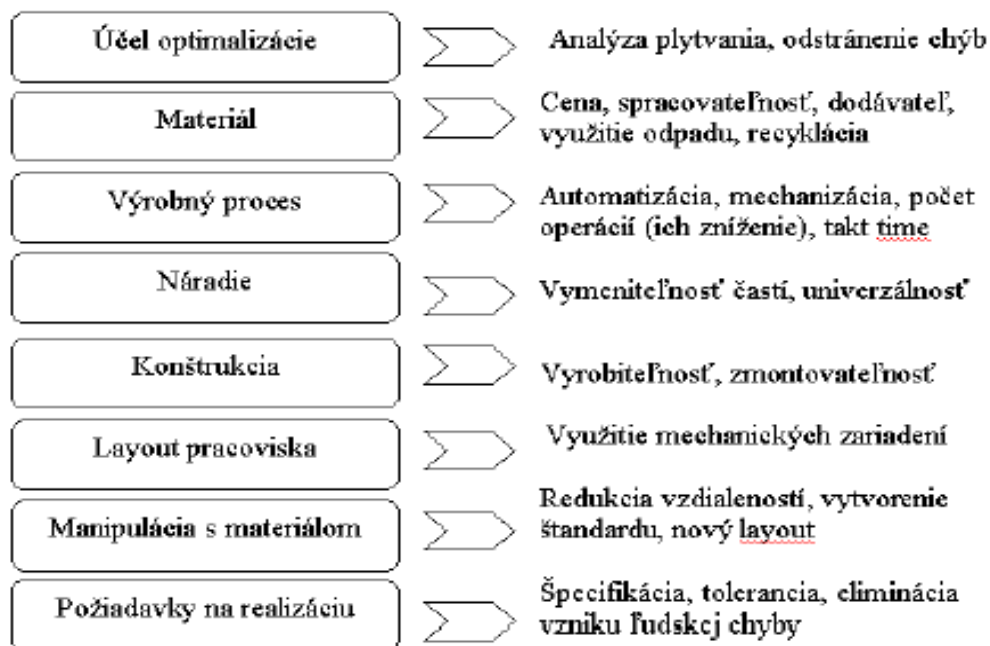 Účel optimalizácie
Analýza plytvania, odstránenie chýb
Materiál
Cena, spracovateľnosť, dodávateľ,
využitie odpadu, recyklácia
Výrobný proces
Automatizácia, mechanizácia, počet
operácií (ich zníženie), takt time
Náradie
Vymeniteľnosť častí, univerzálnosť
Konštrukcia
Vyrobiteľnosť, zmontovateľnosť
Layout pracoviska
Využitie mechanických zariadení
Manipulácia s materiálom
Redukcia vzdialeností, vytvorenie
štandardu, nový layout
Požiadavky na realizáciu
Špecifikácia, tolerancia, eliminácia
vzniku ľudskej chyby